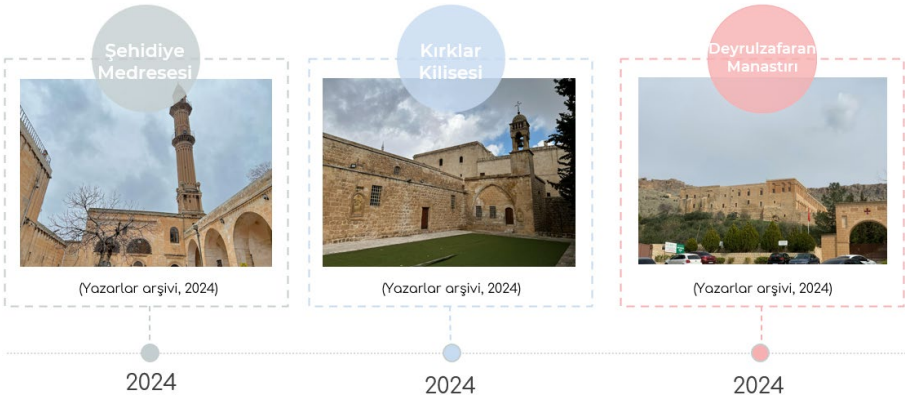 Şehidiye
Medresesi
(Yazarlar arşivi, 2024)
2024
Kırklar
Kilisesi
(Yazarlar arşivi, 2024)
2024
Deyrulzafaran
Manastırı
(Yazarlar arşivi, 2024)
2024